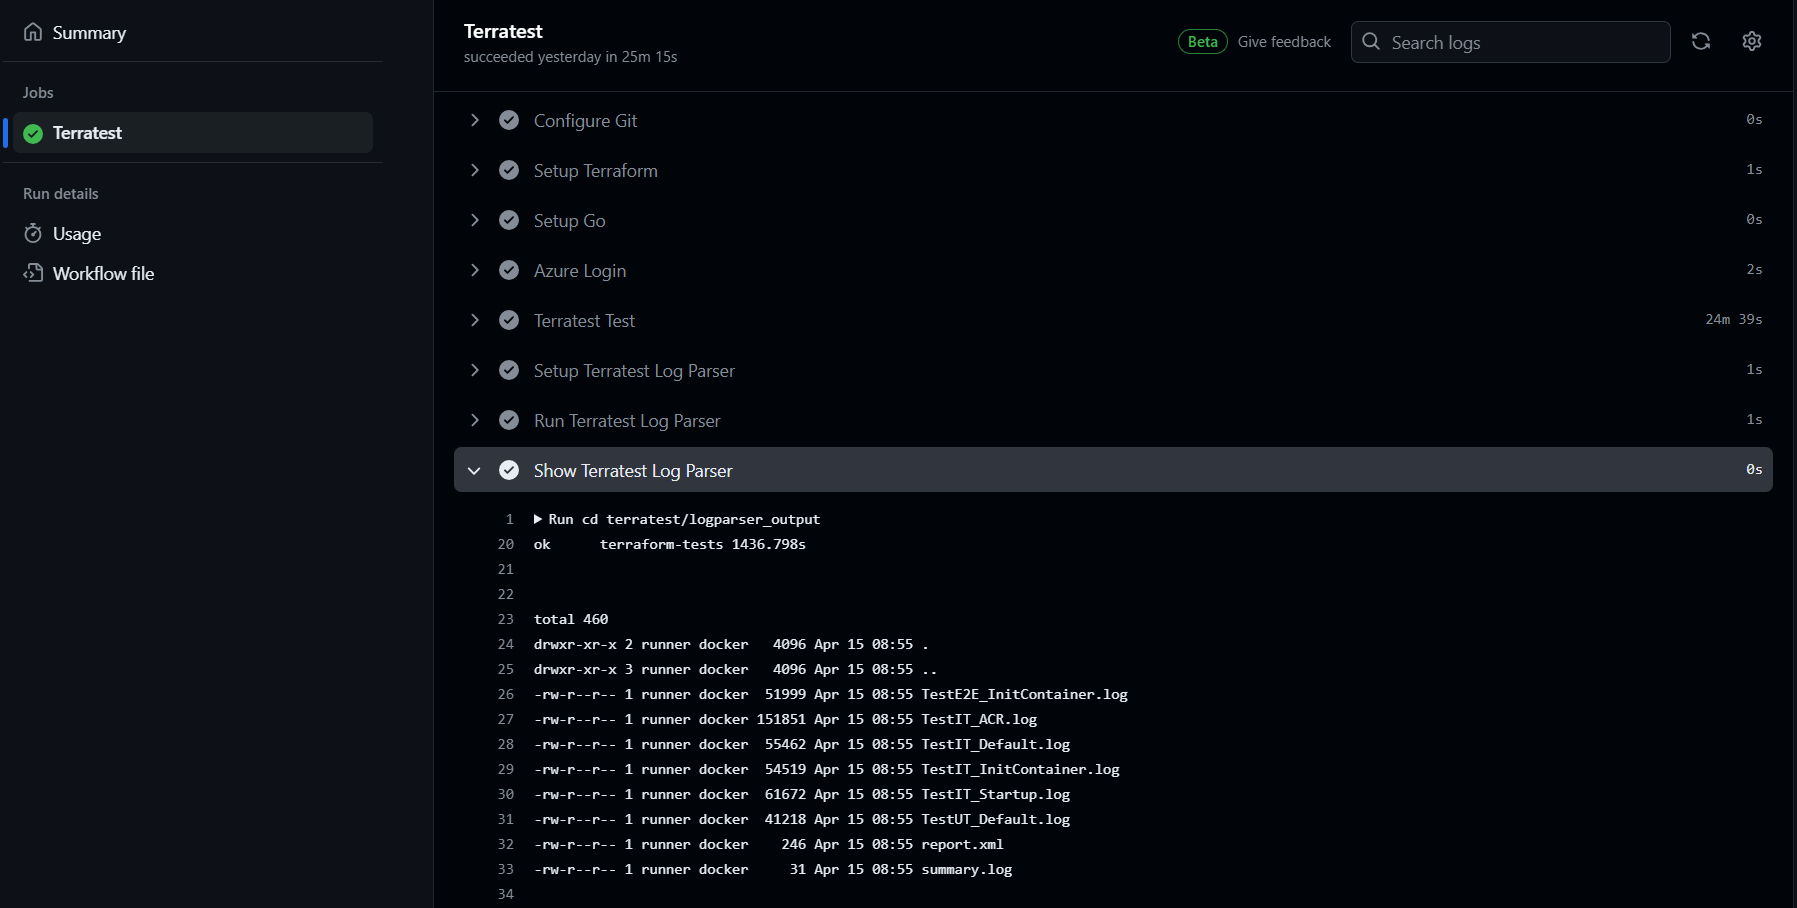 Summary
Jobs
Terratest
Run details
Usage
Workflow file
Terratest
succeeded yesterday in 25m 15s
Beta Give feedback
Search logs
Configure Git 0s
Setup Terraform 1s
Setup Go 0s
Azure Login 2s
Terratest Test 24m 39s
Setup Terratest Log Parser 1s
Run Terratest Log Parser 1s
Show Terratest Log Parser 0s
1 Run cd terratest/logparser_output
20 ok      terraform-tests 1436.798s
21
22
23 total 460
24 drwxr-xr-x 2 runner docker   4096 Apr 15 08:55 .
25 drwxr-xr-x 3 runner docker   4096 Apr 15 08:55 ..
26 -rw-r--r-- 1 runner docker  51999 Apr 15 08:55 TestE2E_InitContainer.log
27 -rw-r--r-- 1 runner docker 151851 Apr 15 08:55 TestIT_ACR.log
28 -rw-r--r-- 1 runner docker  55462 Apr 15 08:55 TestIT_Default.log
29 -rw-r--r-- 1 runner docker  54519 Apr 15 08:55 TestIT_InitContainer.log
30 -rw-r--r-- 1 runner docker  61672 Apr 15 08:55 TestIT_Startup.log
31 -rw-r--r-- 1 runner docker  41218 Apr 15 08:55 TestUT_Default.log
32 -rw-r--r-- 1 runner docker    246 Apr 15 08:55 report.xml
33 -rw-r--r-- 1 runner docker     31 Apr 15 08:55 summary.log
34